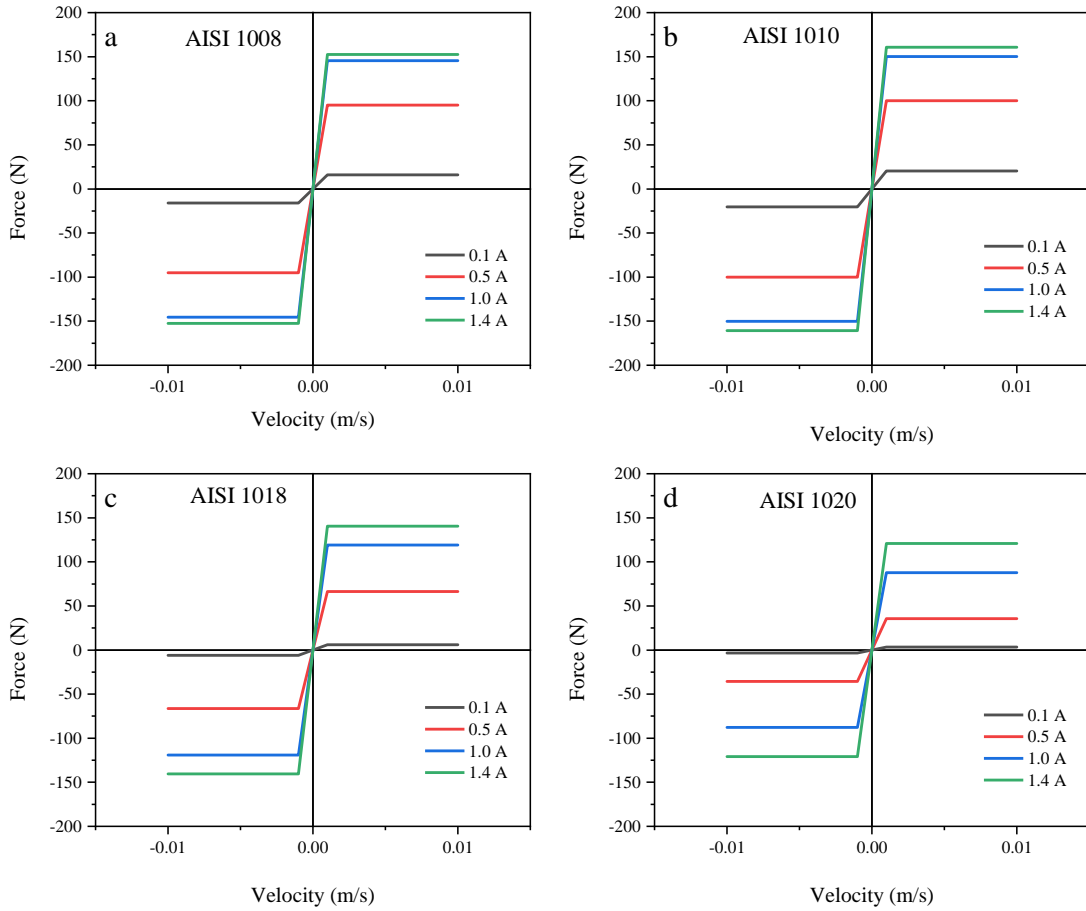 a
AISI 1008
200
150
100
50
0
-50
-100
-150
-200
Force (N)
0.1 A
0.5 A
1.0 A
1.4 A
-0.01
0.00
0.01
Velocity (m/s)
b
AISI 1010
200
150
100
50
0
-50
-100
-150
-200
Force (N)
0.1 A
0.5 A
1.0 A
1.4 A
-0.01
0.00
0.01
Velocity (m/s)
c
AISI 1018
200
150
100
50
0
-50
-100
-150
-200
Force (N)
0.1 A
0.5 A
1.0 A
1.4 A
-0.01
0.00
0.01
Velocity (m/s)
d
AISI 1020
200
150
100
50
0
-50
-100
-150
-200
Force (N)
0.1 A
0.5 A
1.0 A
1.4 A
-0.01
0.00
0.01
Velocity (m/s)